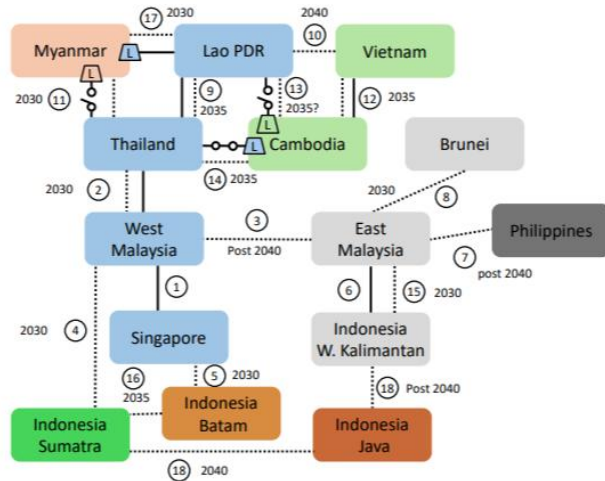 17 2030
2040
Myanmar
L
Lao PDR
10
Vietnam
L
2030 11
9
2035
13
2035?
12 2035
L
Thailand
L
Cambodia
Brunei
14 2035
2030 2
2030
8
3
West
Malaysia
Post 2040
East
Malaysia
Philippines
7
post 2040
1
6
15 2030
2030 4
Singapore
Indonesia
W. Kalimantan
16
2035
5 2030
18 Post 2040
Indonesia
Batam
Indonesia
Sumatra
Indonesia
Java
18 2040